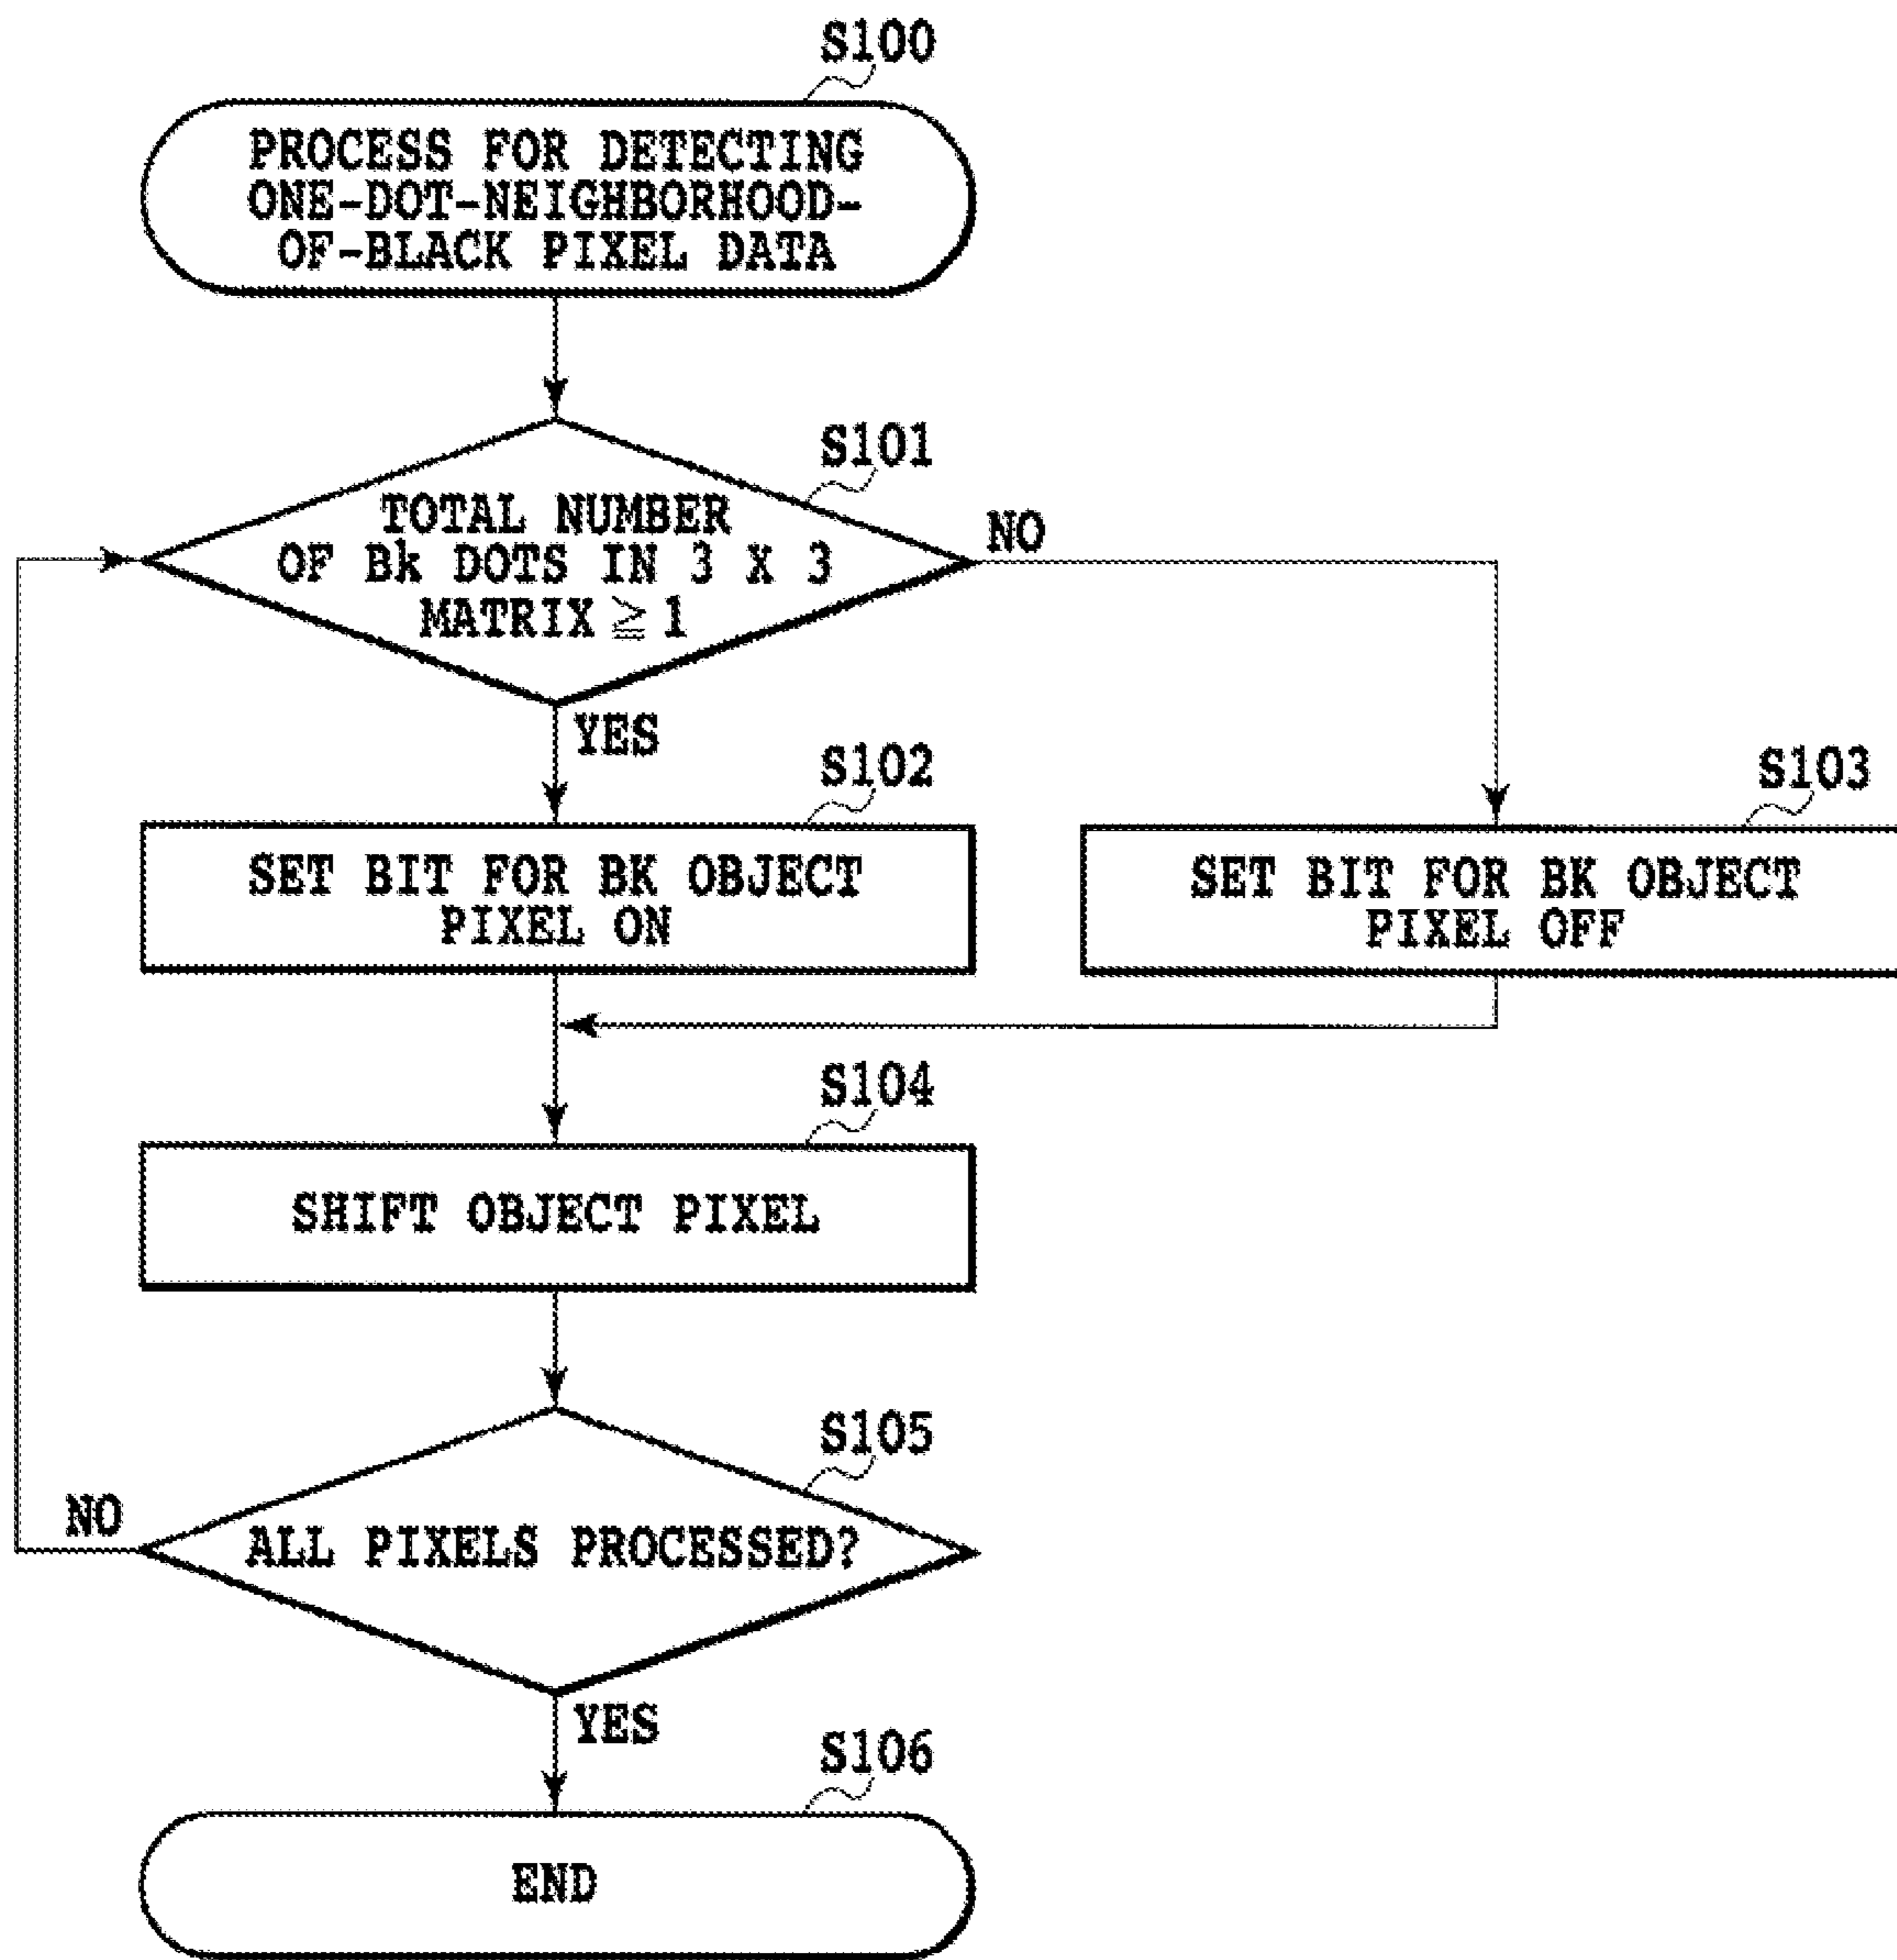 S100
PROCESS FOR DETECTING
ONE-DOT-NEIGHBORHOOD-
OF-BLACK PIXEL DATA
S101
TOTAL NUMBER
OF Bk DOTS IN 3 X 3
MATRIX ≧ 1
NO
YES
S102
SET BIT FOR BK OBJECT
PIXEL ON
S103
SET BIT FOR BK OBJECT
PIXEL OFF
S104
SHIFT OBJECT PIXEL
S105
ALL PIXELS PROCESSED?
NO
YES
S106
END